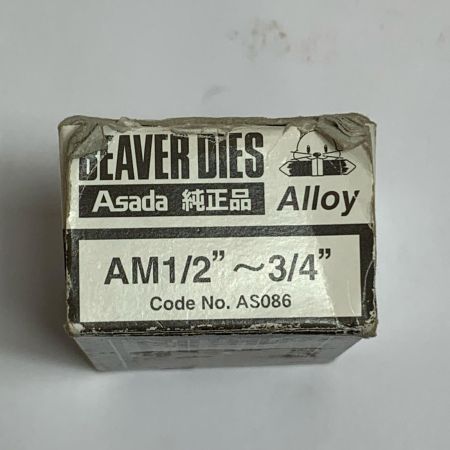 BEAVER DIES
Asada 純正品 Alloy
AM1/2” ～3/4”
Code No. AS086